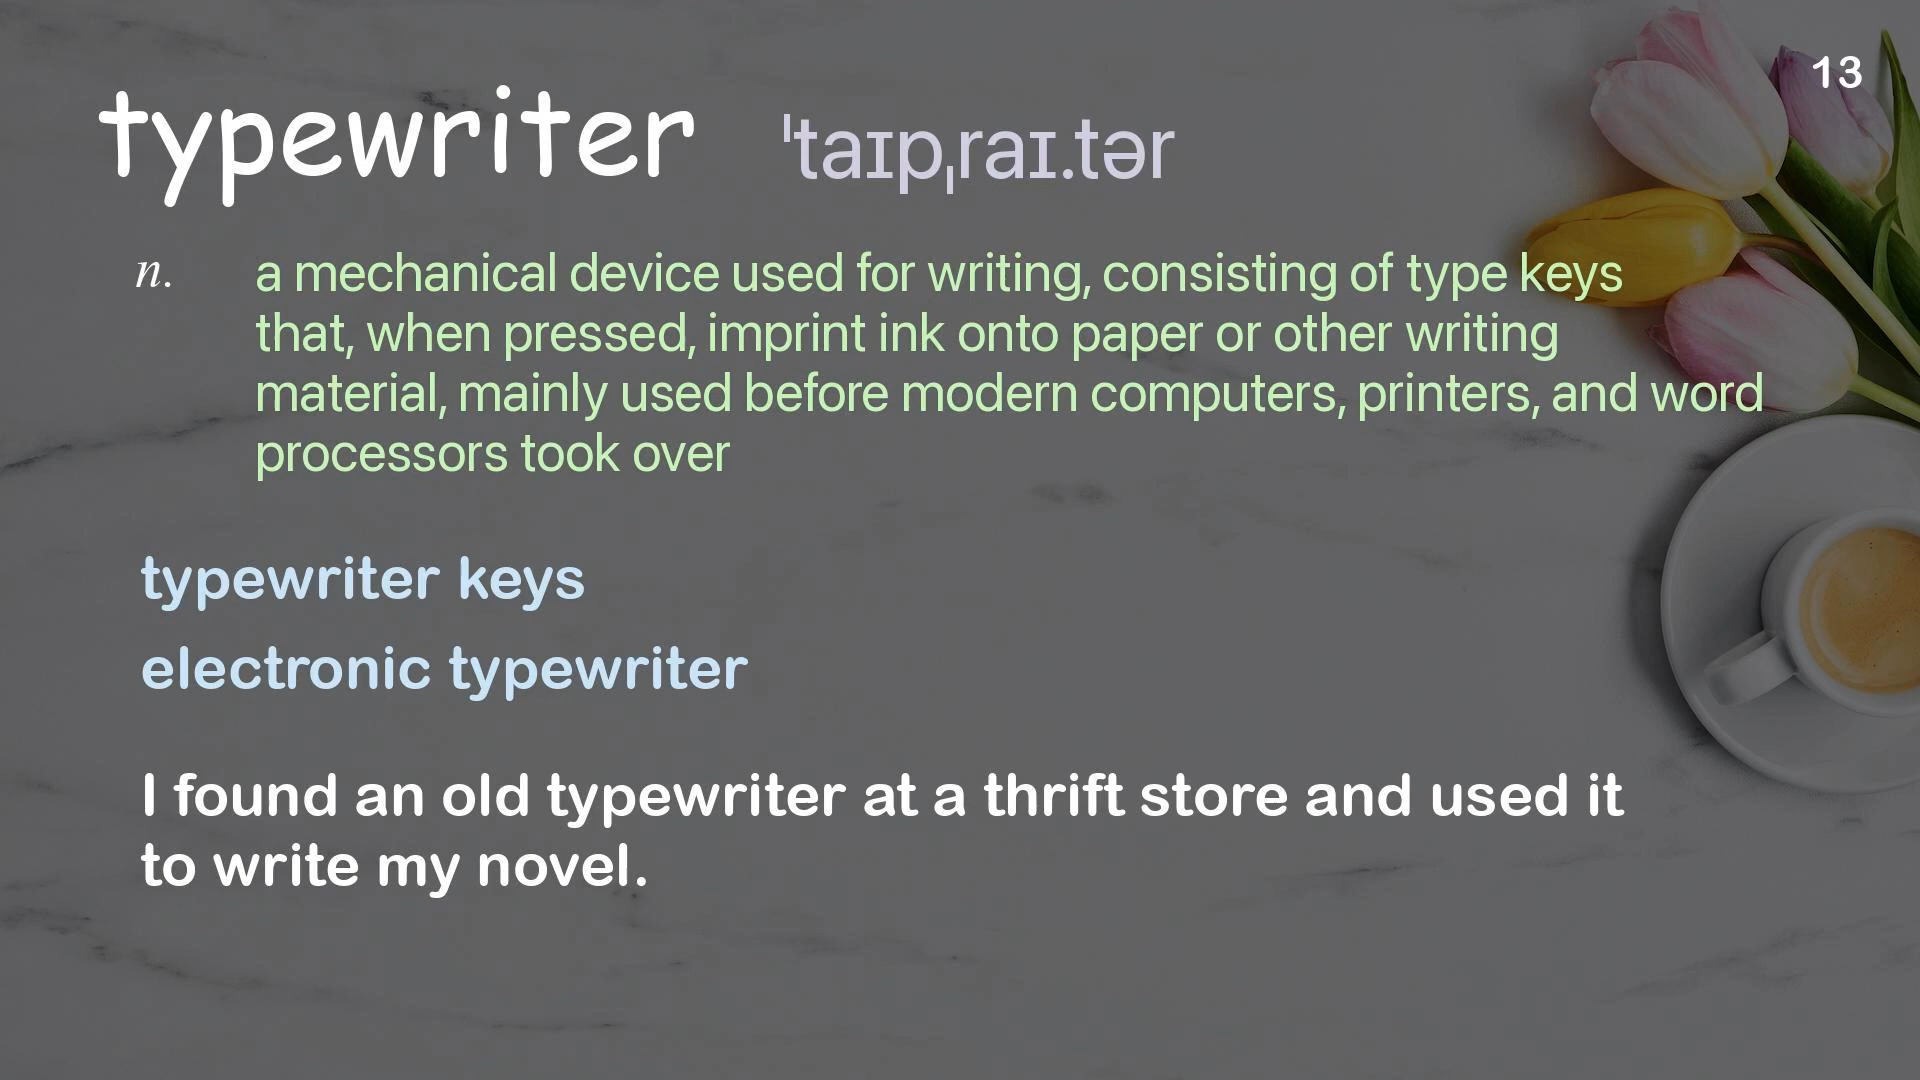 13
typewriter ˈtaɪpˌraɪ.tər
n. a mechanical device used for writing, consisting of type keys
that, when pressed, imprint ink onto paper or other writing
material, mainly used before modern computers, printers, and word
processors took over
typewriter keys
electronic typewriter
I found an old typewriter at a thrift store and used it
to write my novel.